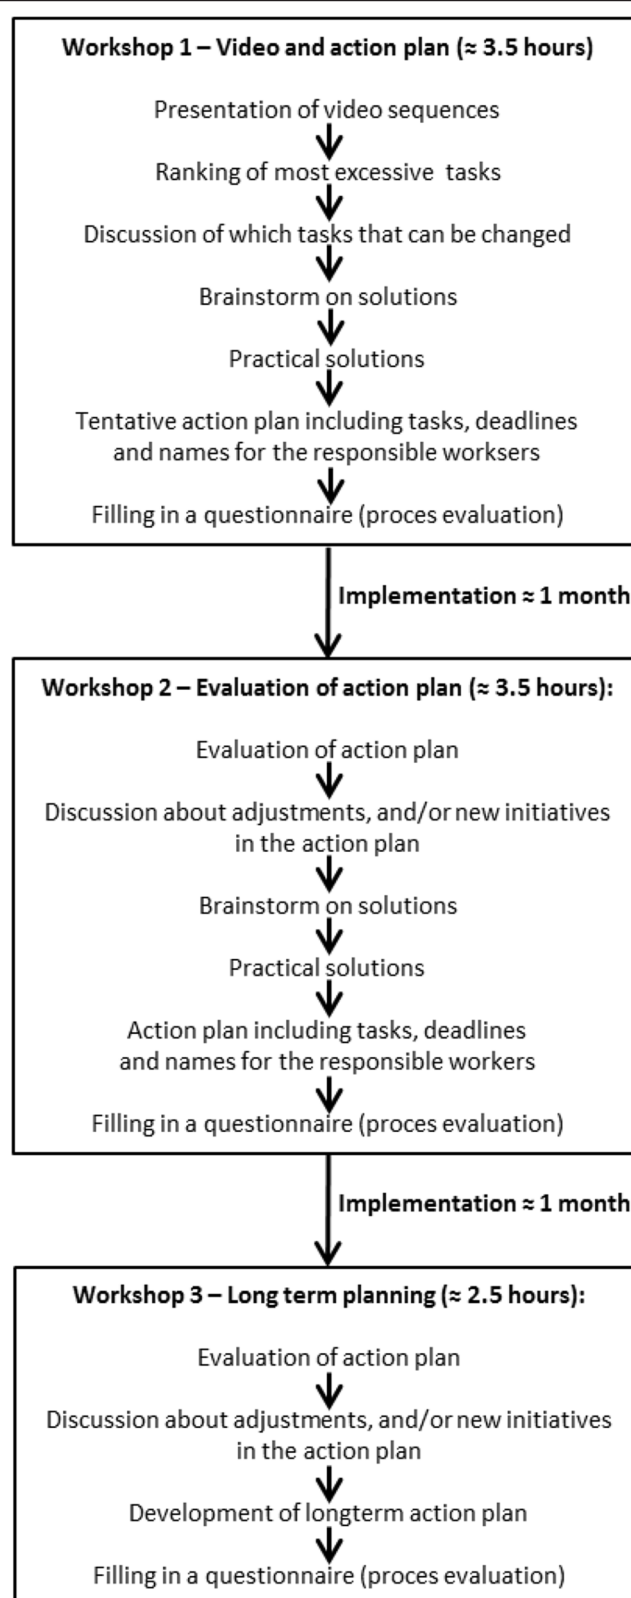 Workshop 1 – Video and action plan (≈ 3.5 hours)
Presentation of video sequences
Ranking of most excessive tasks
Discussion of which tasks that can be changed
Brainstorm on solutions
Practical solutions
Tentative action plan including tasks, deadlines
and names for the responsible worksers
Filling in a questionnaire (proces evaluation)
Implementation ≈ 1 month
Workshop 2 – Evaluation of action plan (≈ 3.5 hours):
Evaluation of action plan
Discussion about adjustments, and/or new initiatives
in the action plan
Brainstorm on solutions
Practical solutions
Action plan including tasks, deadlines
and names for the responsible workers
Filling in a questionnaire (proces evaluation)
Implementation ≈ 1 month
Workshop 3 – Long term planning (≈ 2.5 hours):
Evaluation of action plan
Discussion about adjustments, and/or new initiatives
in the action plan
Development of longterm action plan
Filling in a questionnaire (proces evaluation)